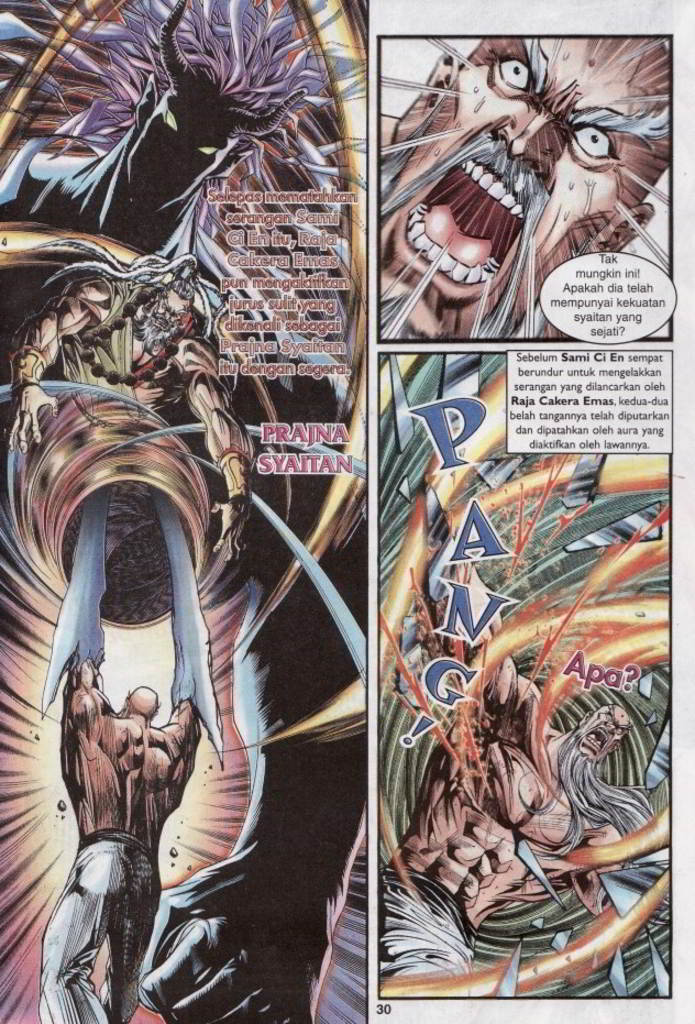 Selepas mematahkan
serangan Sami
Ci En itu, Raja
Cakera Emas
pun mengaktifkan
jurus sulit yang
dikenali sebagai
Prajna Syaitan
itu dengan segera.
PRAJNA
SYAITAN
Tak
mungkin ini!
Apakah dia telah
mempunyai kekuatan
syaitan yang
sejati?
Sebelum Sami Ci En sempat
berundur untuk mengelakkan
serangan yang dilancarkan oleh
Raja Cakera Emas, kedua-dua
belah tangannya telah diputarkan
dan dipatahkan oleh aura yang
diaktifkan oleh lawannya.
PANG!
Apa?
30